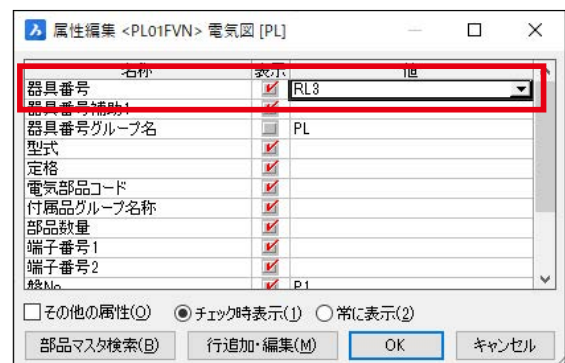 属性編集 <PL01FVN> 電気図 [PL]
名称 表示 値
器具番号 RL3
器具番号補助1
器具番号グループ名 PL
型式
定格
電気部品コード
付属品グループ名称
部品数量
端子番号1
端子番号2
盤No. P1
その他の属性(O) チェック時表示(1) 常に表示(2)
部品マスタ検索(B) 行追加・編集(M) OK キャンセル